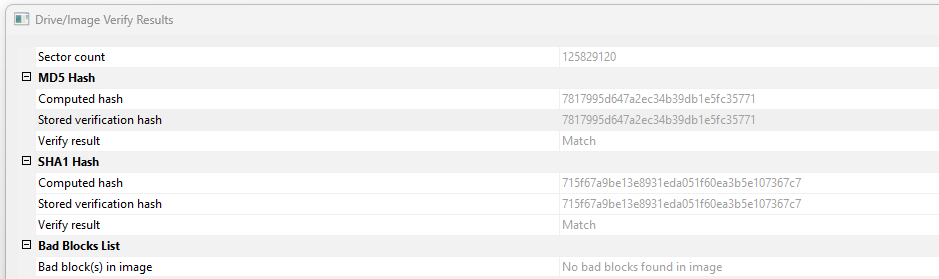 Drive/Image Verify Results
Sector count 125829120
MD5 Hash
Computed hash 7817995d647a2ec34b39db1e5fc35771
Stored verification hash 7817995d647a2ec34b39db1e5fc35771
Verify result Match
SHA1 Hash
Computed hash 715f67a9be13e8931eda051f60ea3b5e107367c7
Stored verification hash 715f67a9be13e8931eda051f60ea3b5e107367c7
Verify result Match
Bad Blocks List
Bad block(s) in image No bad blocks found in image